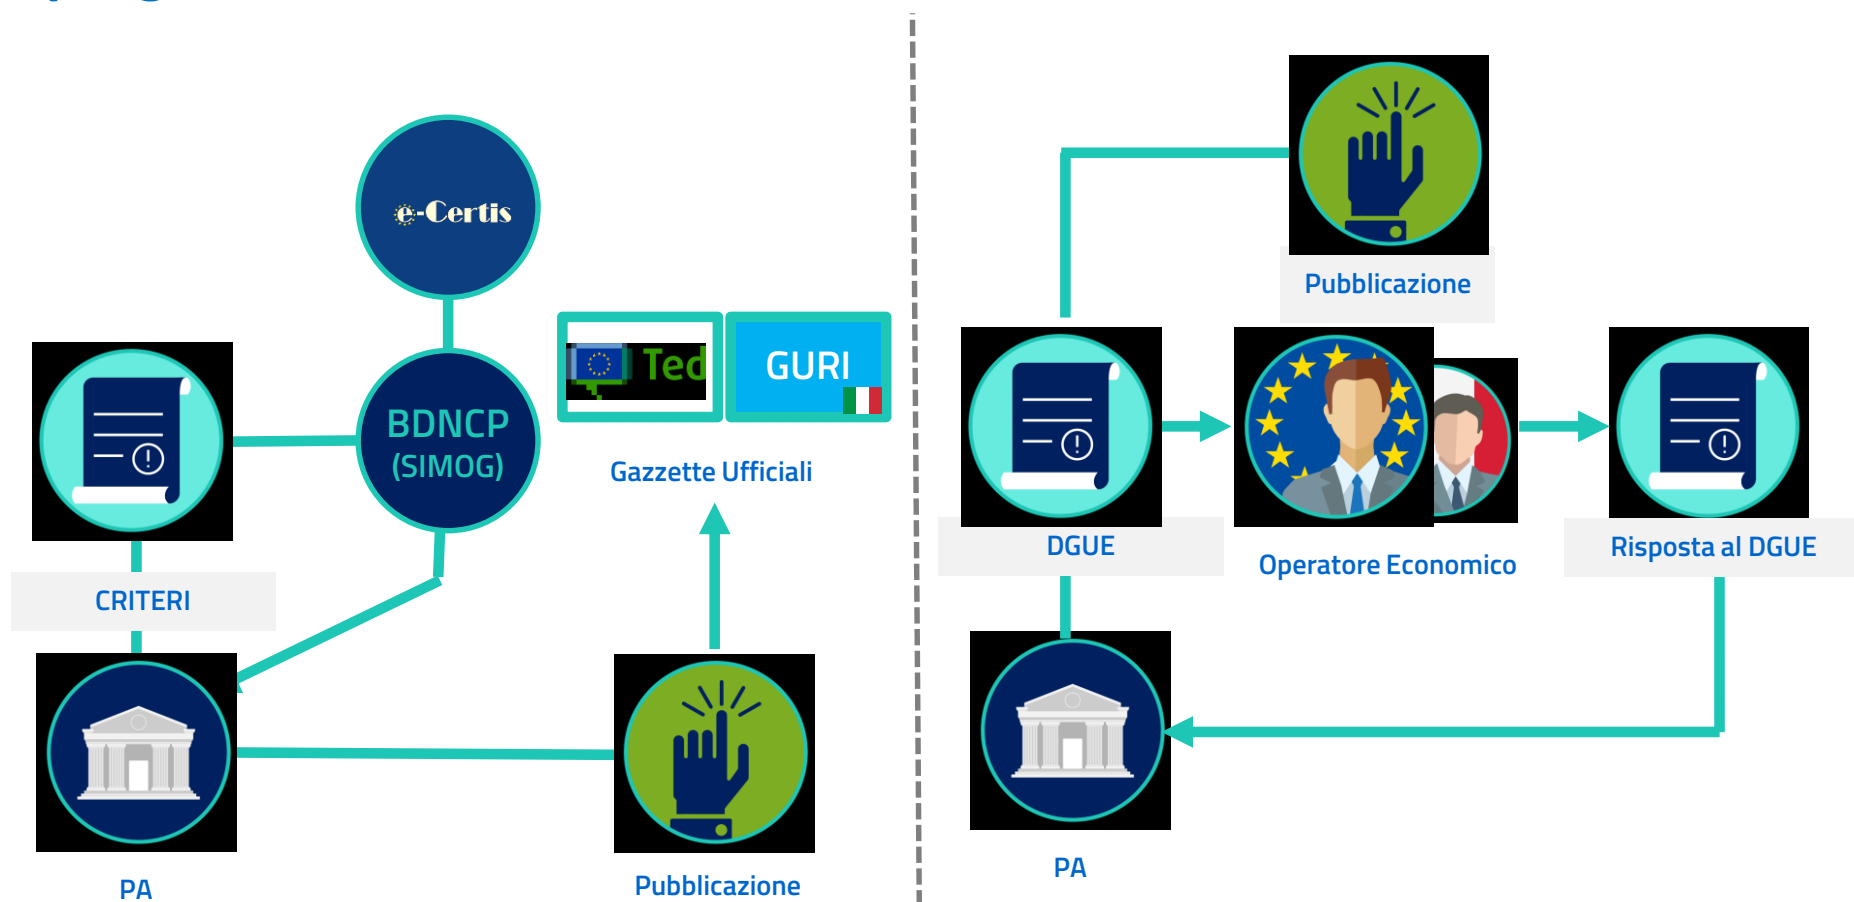 e-Certis
Ted
GURI
BDNCP
(SIMOG)
Gazzette Ufficiali
CRITERI
PA
Pubblicazione
Pubblicazione
DGUE
Operatore Economico
Risposta al DGUE
PA